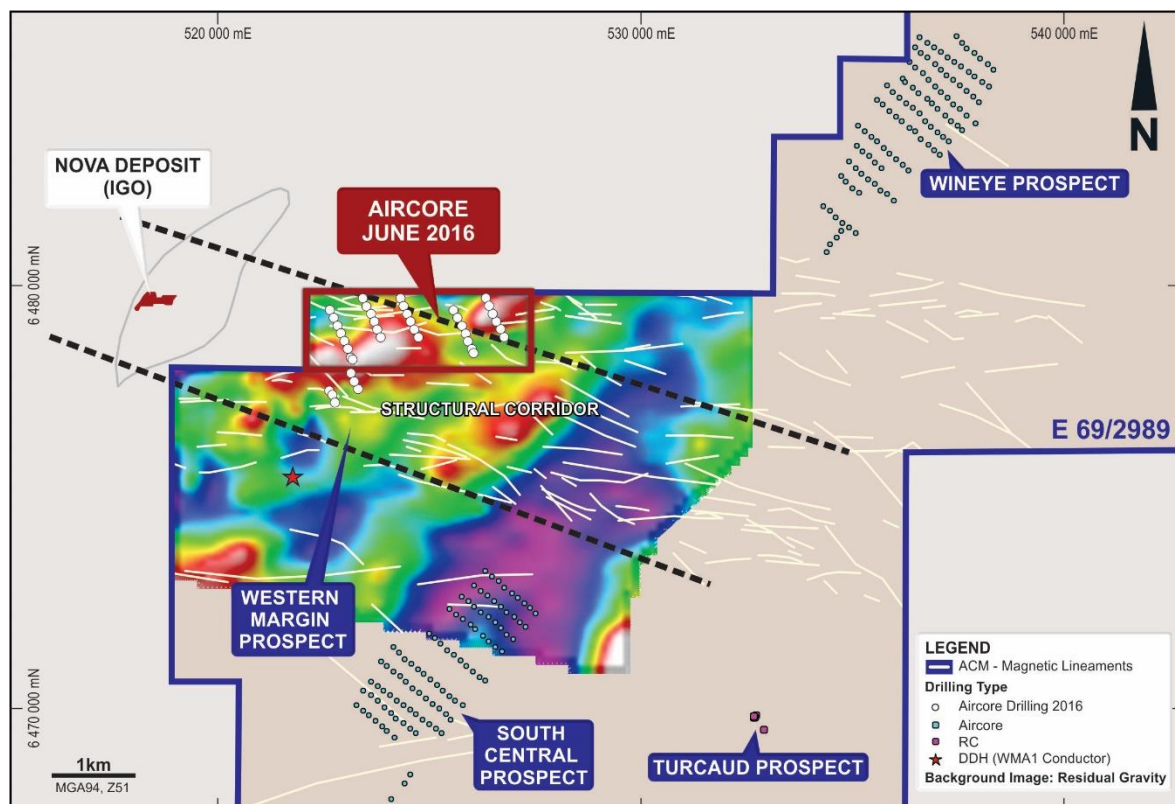 520 000 mE
530 000 mE
540 000 mE
N
NOVA DEPOSIT
(IGO)
AIRCORE
JUNE 2016
WINEYE PROSPECT
6 480 000 mN
STRUCTURAL CORRIDOR
E 69/2989
WESTERN
MARGIN
PROSPECT
6 470 000 mN
SOUTH
CENTRAL
PROSPECT
TURCAUD PROSPECT
1km
MGA94, Z51
LEGEND
ACM - Magnetic Lineaments
Drilling Type
Aircore Drilling 2016
Aircore
RC
DDH (WMA1 Conductor)
Background Image: Residual Gravity